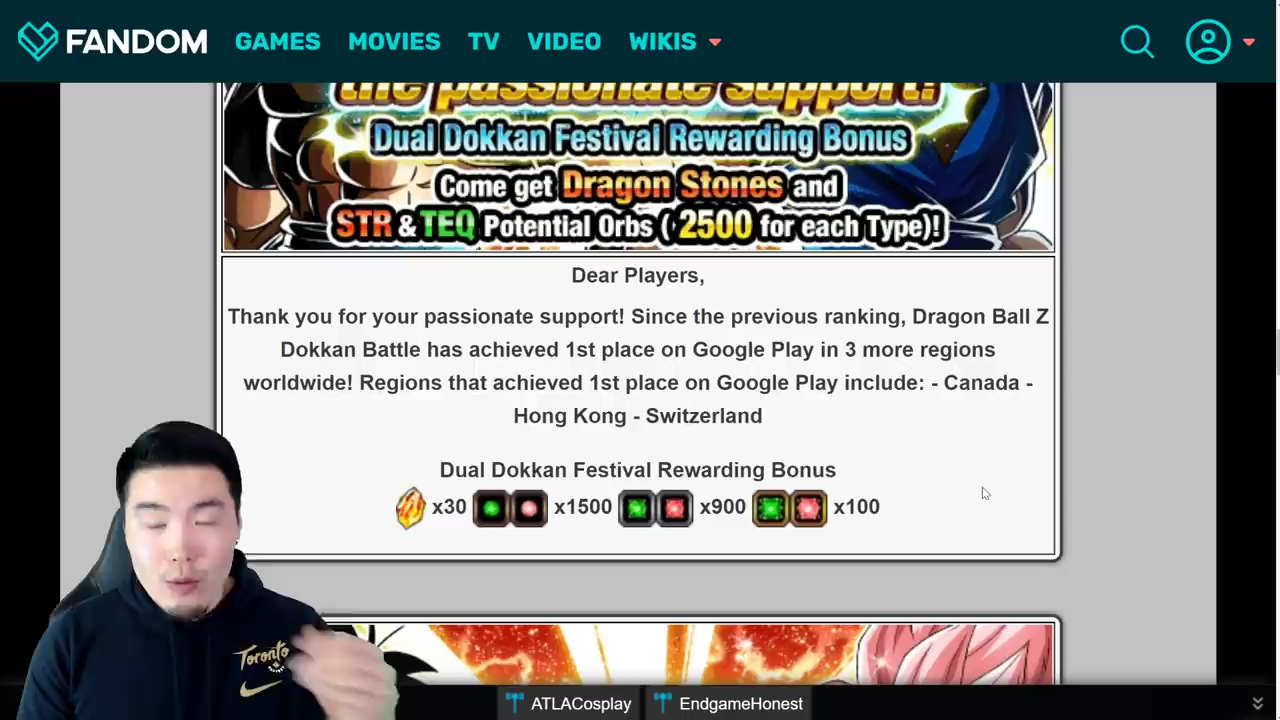 FANDOM GAMES MOVIES TV VIDEO WIKIS
the passionate support!
Dual Dokkan Festival Rewarding Bonus
Come get Dragon Stones and
STR & TEQ Potential Orbs ( 2500 for each Type)!
Dear Players,
Thank you for your passionate support! Since the previous ranking, Dragon Ball Z
Dokkan Battle has achieved 1st place on Google Play in 3 more regions
worldwide! Regions that achieved 1st place on Google Play include: - Canada -
Hong Kong - Switzerland
Dual Dokkan Festival Rewarding Bonus
x30 x1500 x900 x100
Toronto
ATLACosplay EndgameHonest